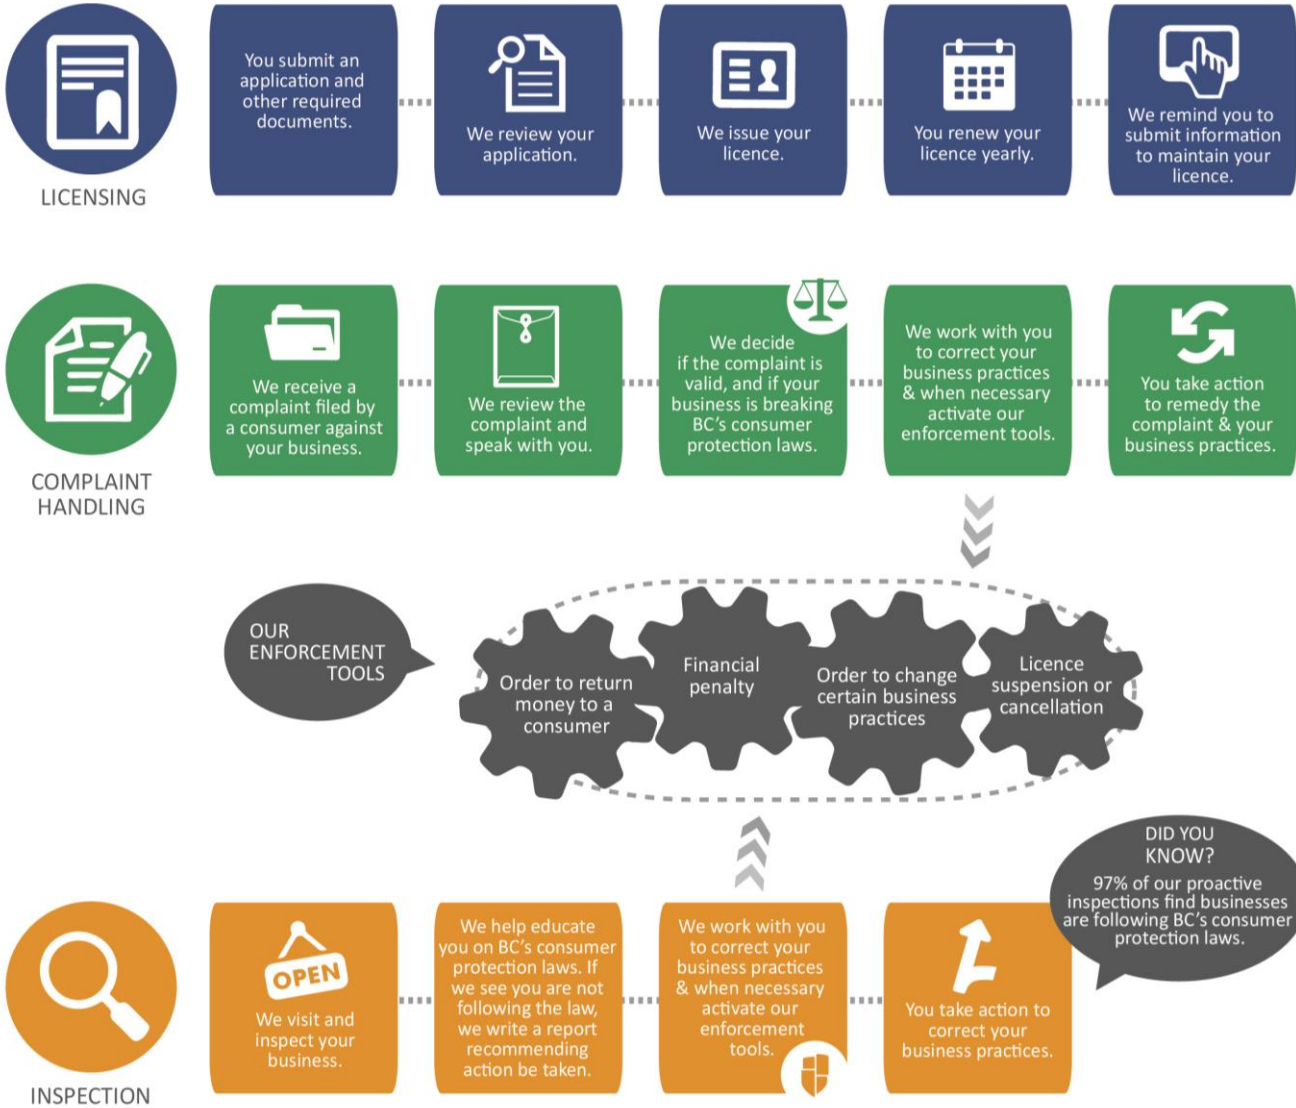 LICENSING
You submit an
application and
other required
documents.
We review your
application.
We issue your
licence.
You renew your
licence yearly.
We remind you to
submit information
to maintain your
licence.
COMPLAINT
HANDLING
We receive a
complaint filed by
a consumer against
your business.
We review the
complaint and
speak with you.
We decide
if the complaint is
valid, and if your
business is breaking
BC's consumer
protection laws.
We work with you
to correct your
business practices
& when necessary
activate our
enforcement tools.
You take action
to remedy the
complaint & your
business practices.
OUR
ENFORCEMENT
TOOLS
Order to return
money to a
consumer
Financial
penalty
Order to change
certain business
practices
Licence
suspension or
cancellation
DID YOU
KNOW?
97% of our proactive
inspections find businesses
are following BC's consumer
protection laws.
INSPECTION
OPEN
We visit and
inspect your
business.
We help educate
you on BC's consumer
protection laws. If
we see you are not
following the law,
we write a report
recommending
action be taken.
We work with you
to correct your
business practices
& when necessary
activate our
enforcement
tools.
You take action to
correct your
business practices.